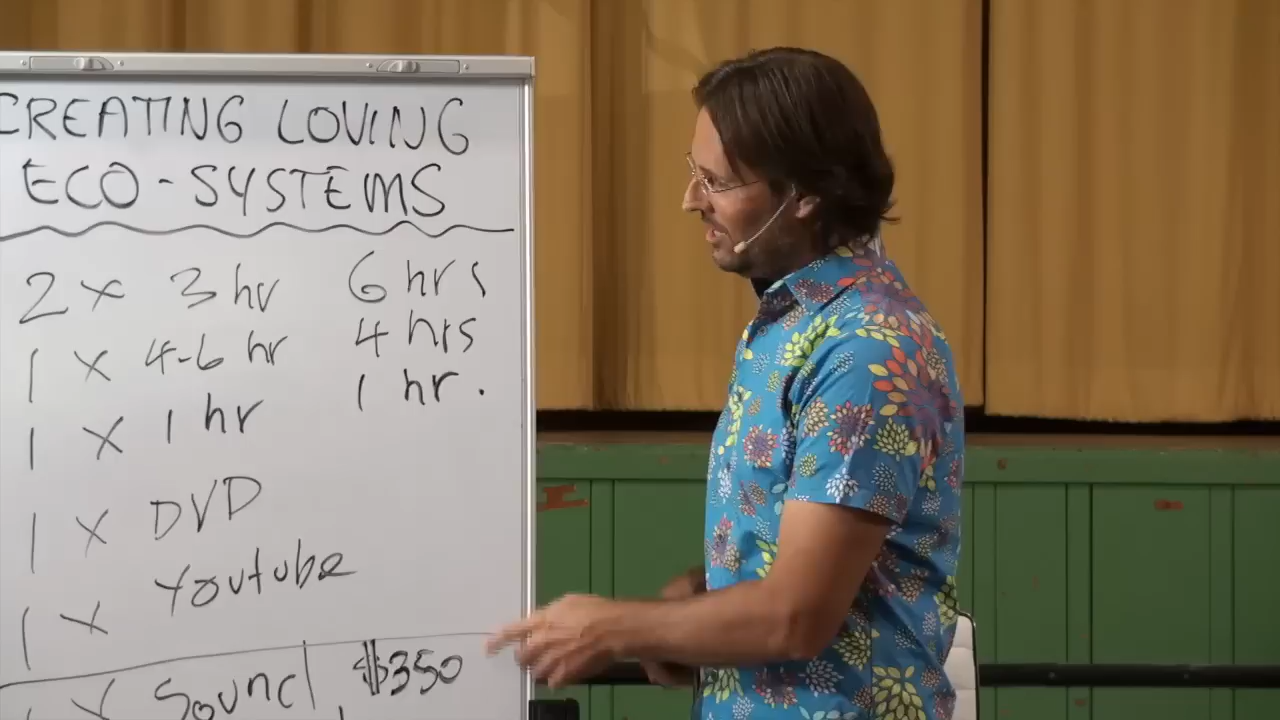 CREATING LOVING
ECO-SYSTEMS
2 x 3 hr 6 hrs
1 x 4-6 hr 4 hrs
1 x 1 hr 1 hr.
1 x DVD
1 x Youtube
1 x Sound $350